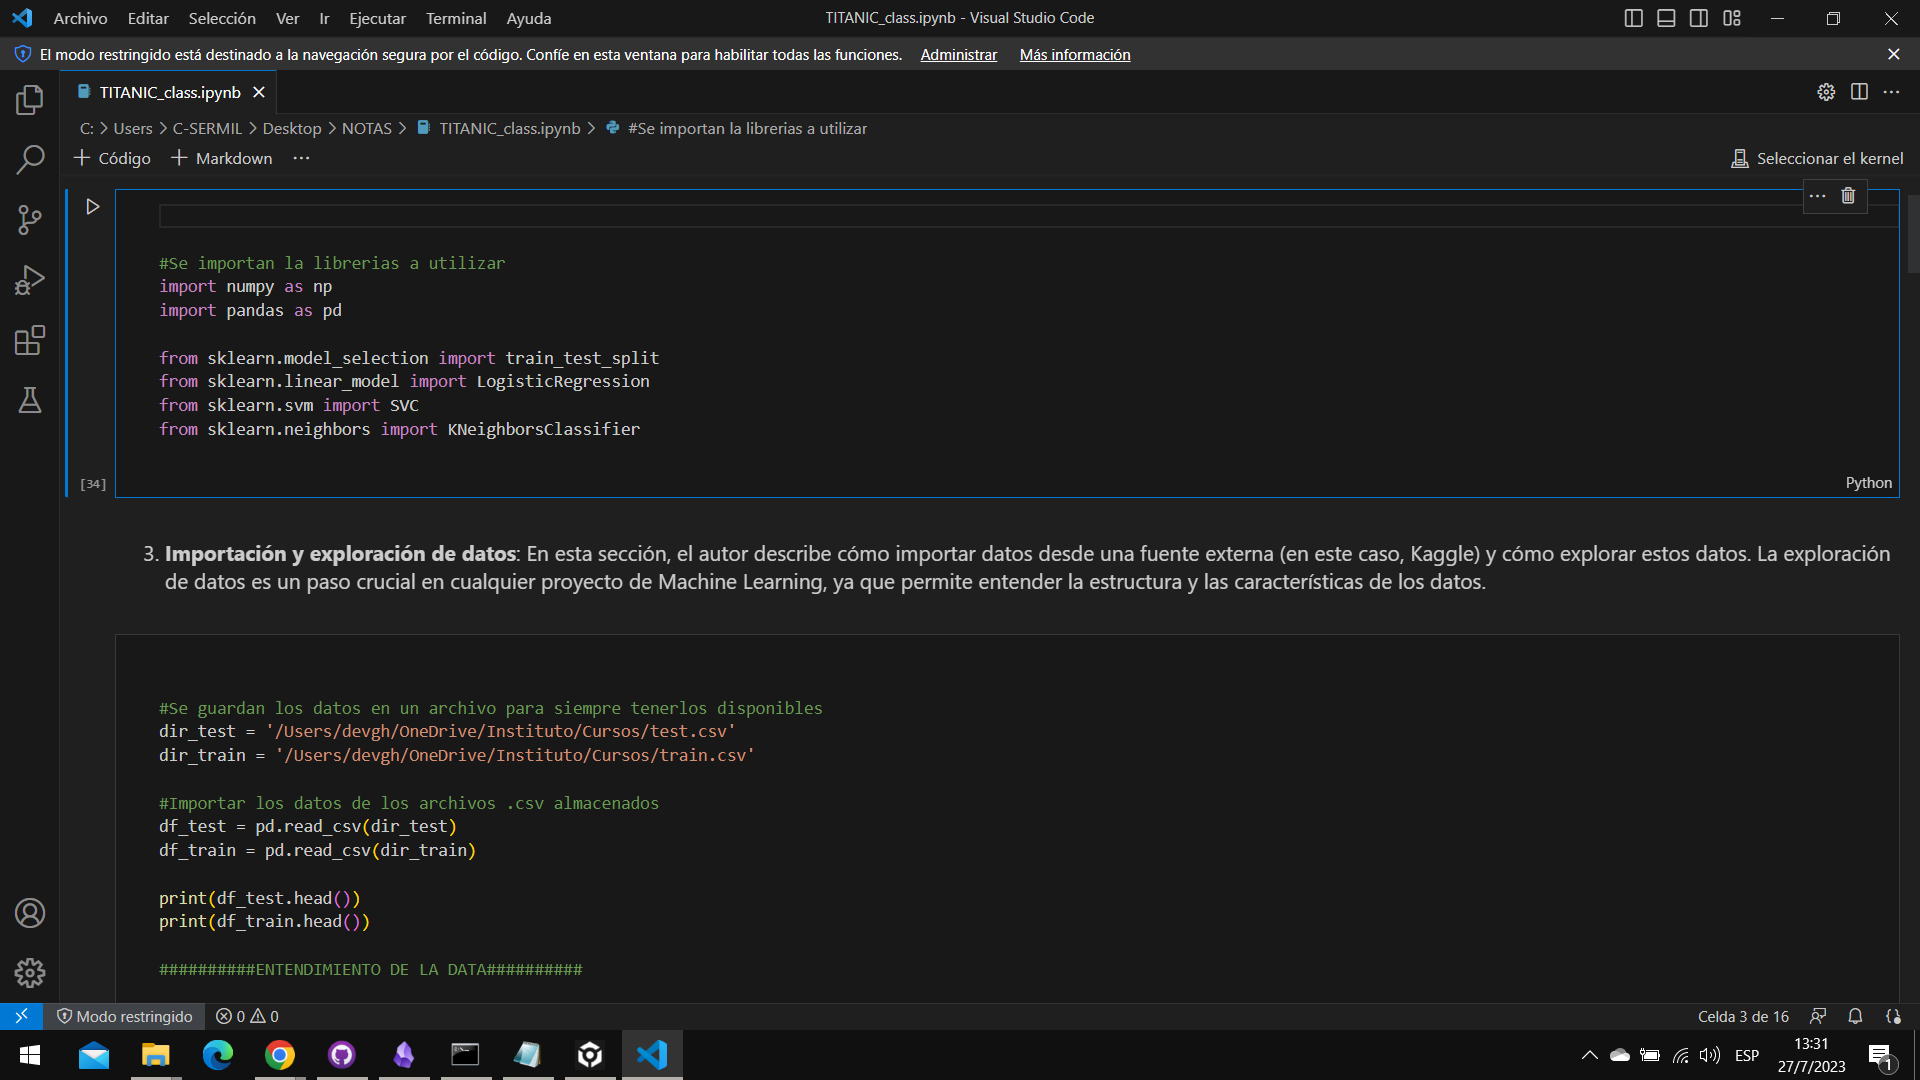 Archivo Editar Selección Ver Ir Ejecutar Terminal Ayuda
TITANIC_class.ipynb - Visual Studio Code
El modo restringido está destinado a la navegación segura por el código. Confíe en esta ventana para habilitar todas las funciones. Administrar Más información
TITANIC_class.ipynb
C: > Users > C-SERMIL > Desktop > NOTAS > TITANIC_class.ipynb > #Se importan la librerias a utilizar
+ Código + Markdown ...
Seleccionar el kernel
#Se importan la librerias a utilizar
import numpy as np
import pandas as pd
from sklearn.model_selection import train_test_split
from sklearn.linear_model import LogisticRegression
from sklearn.svm import SVC
from sklearn.neighbors import KNeighborsClassifier
[34]
Python
3. Importación y exploración de datos: En esta sección, el autor describe cómo importar datos desde una fuente externa (en este caso, Kaggle) y cómo explorar estos datos. La exploración
de datos es un paso crucial en cualquier proyecto de Machine Learning, ya que permite entender la estructura y las características de los datos.
#Se guardan los datos en un archivo para siempre tenerlos disponibles
dir_test = '/Users/devgh/OneDrive/Instituto/Cursos/test.csv'
dir_train = '/Users/devgh/OneDrive/Instituto/Cursos/train.csv'
#Importar los datos de los archivos .csv almacenados
df_test = pd.read_csv(dir_test)
df_train = pd.read_csv(dir_train)
print(df_test.head())
print(df_train.head())
##########ENTENDIMIENTO DE LA DATA##########
Modo restringido 0 0
Celda 3 de 16
ESP
13:31
27/7/2023
1